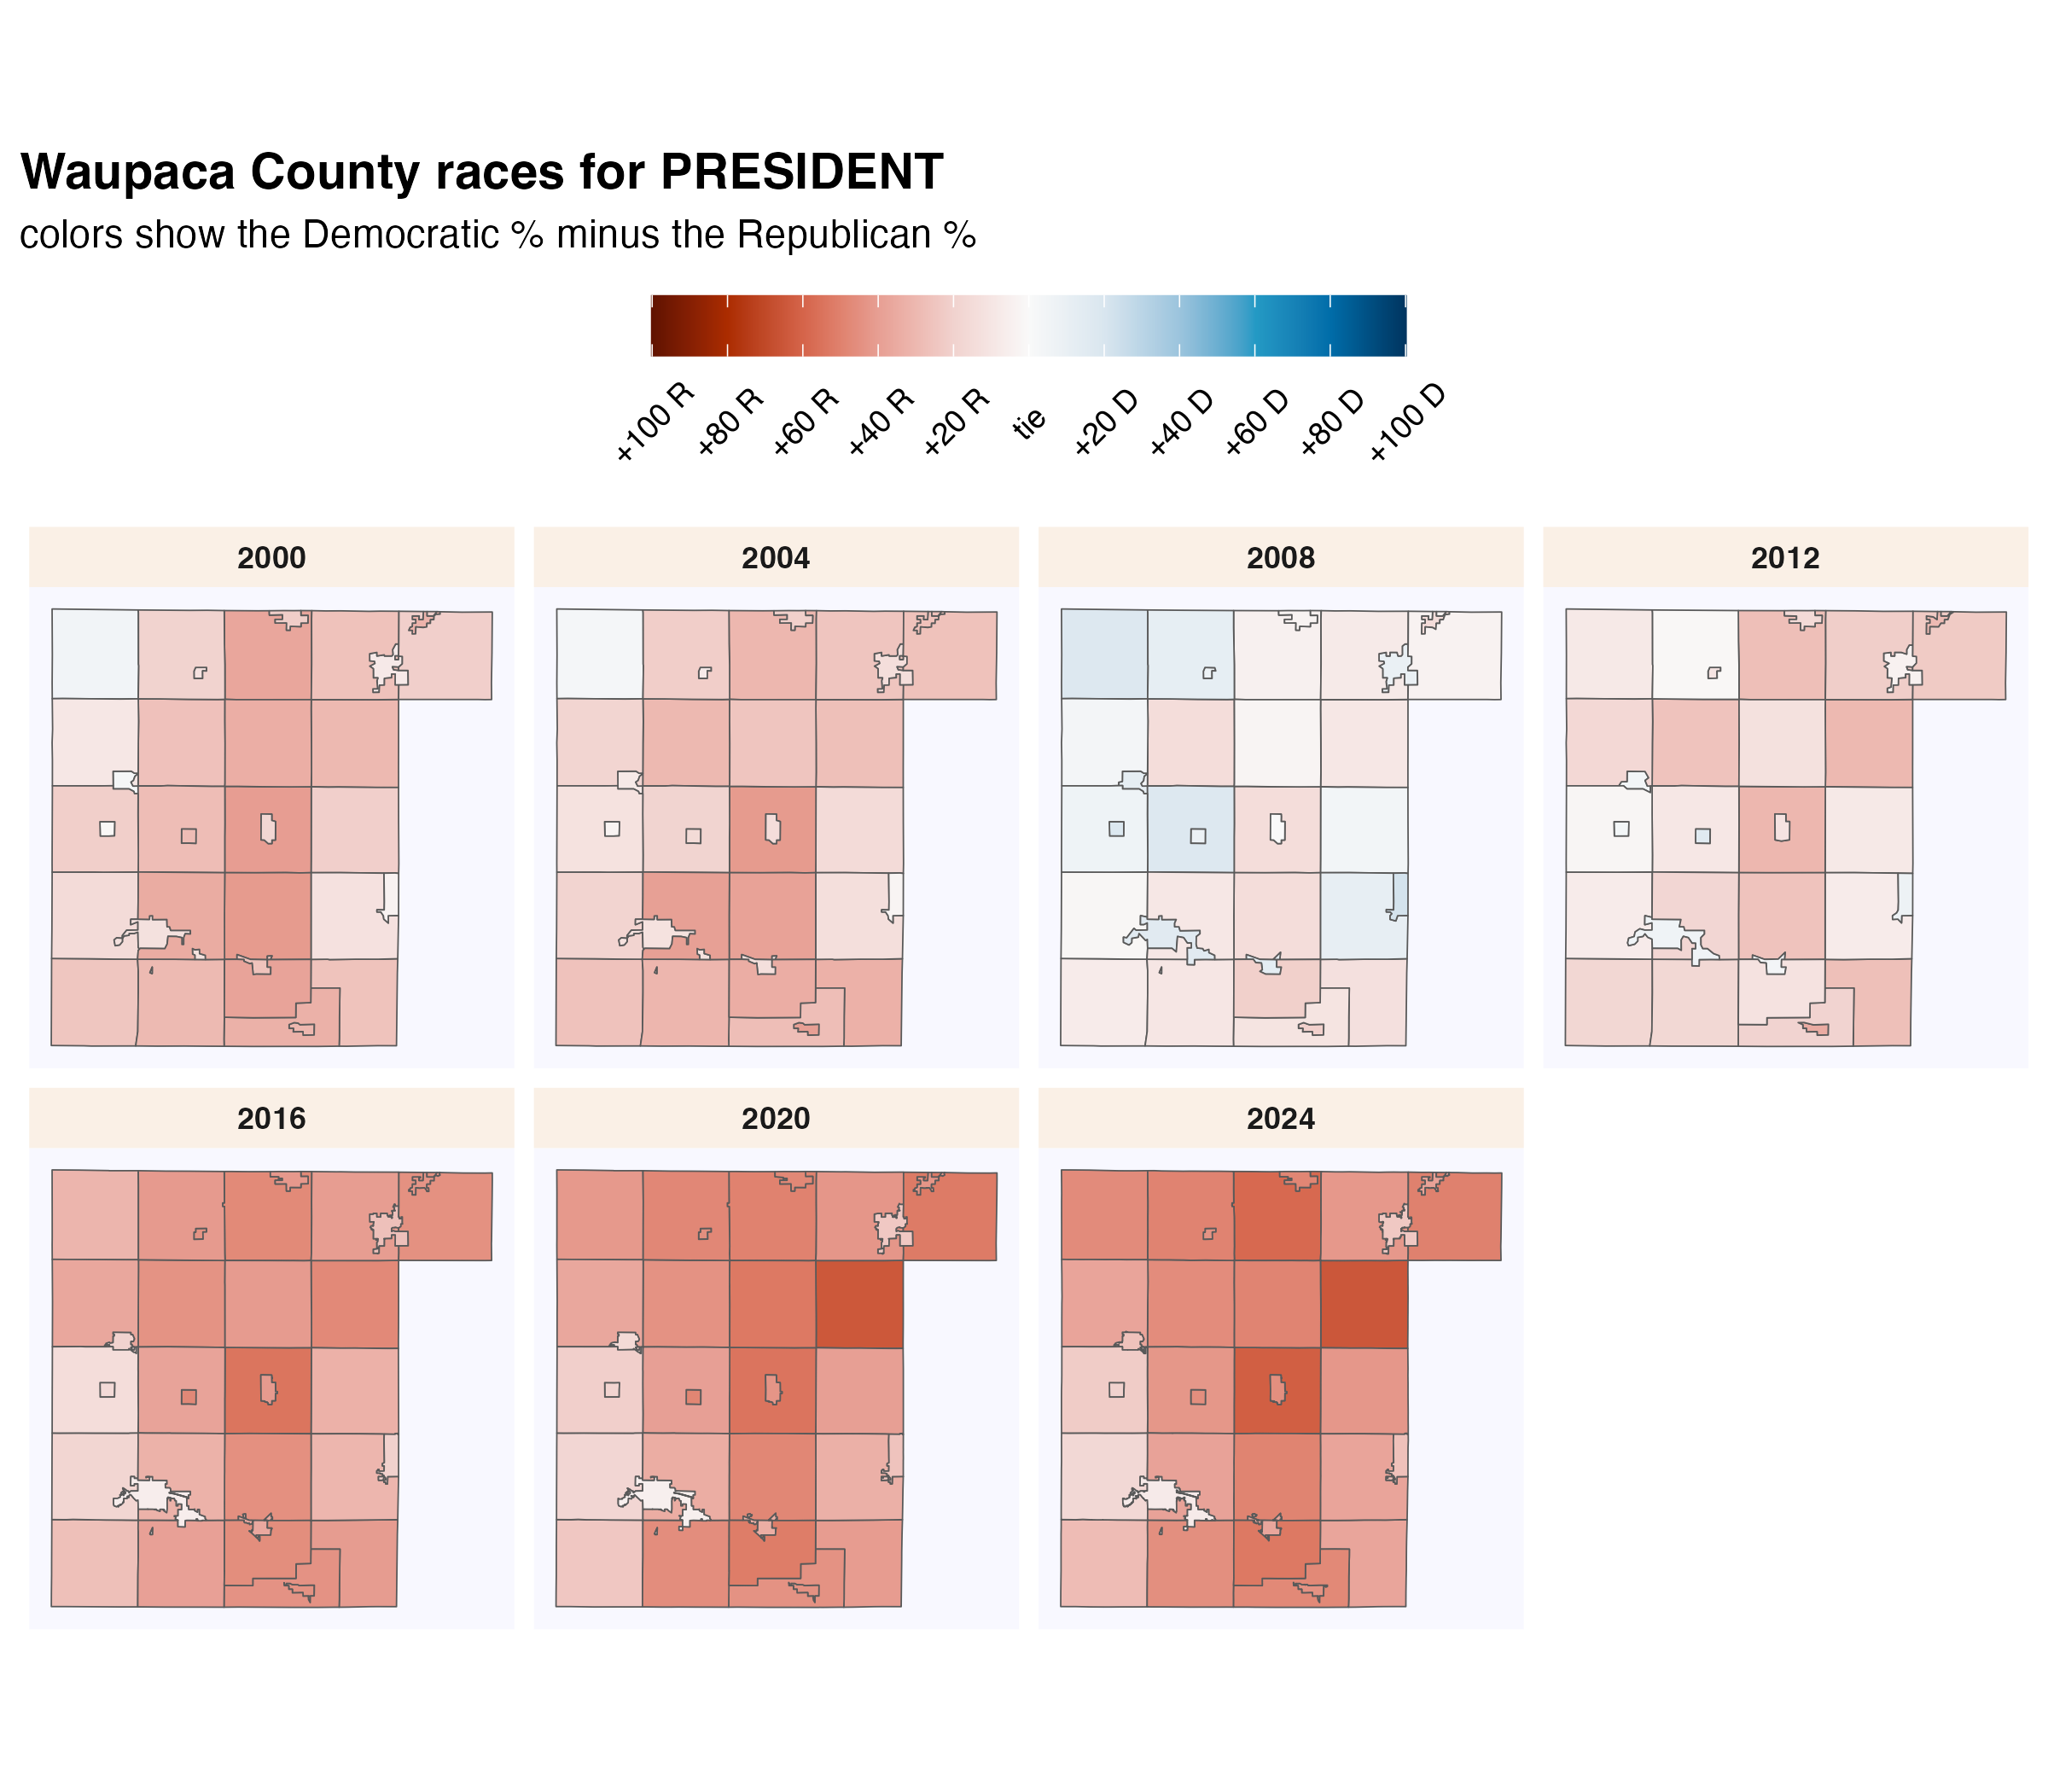 Waupaca County races for PRESIDENT
colors show the Democratic % minus the Republican %
+100 R
+80 R
+60 R
+40 R
+20 R
tie
+20 D
+40 D
+60 D
+80 D
+100 D
2000
2004
2008
2012
2016
2020
2024